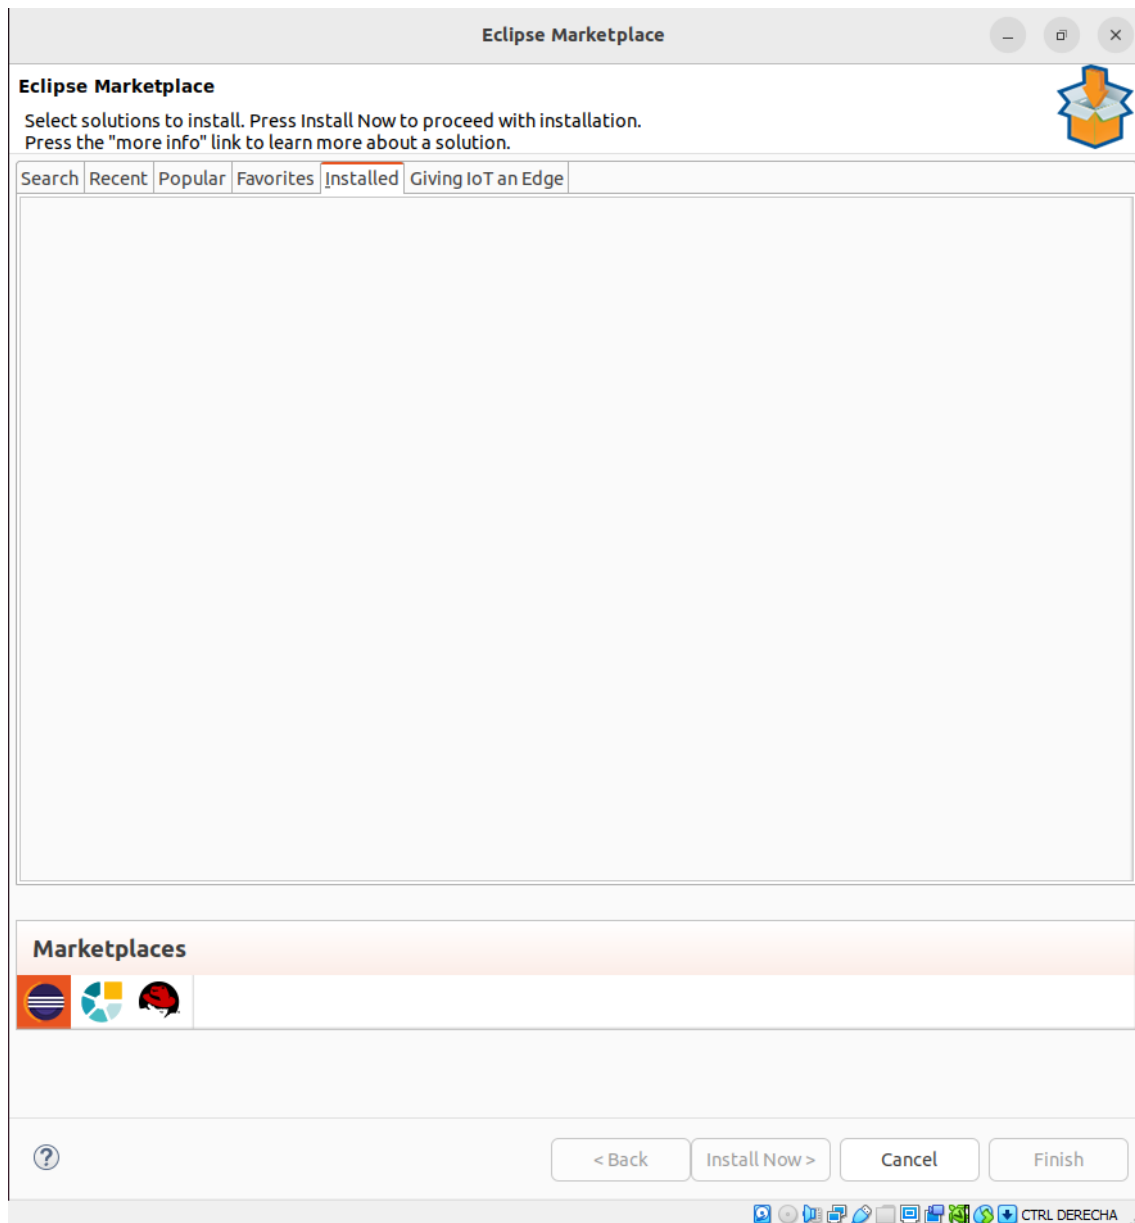 Eclipse Marketplace
Eclipse Marketplace
Select solutions to install. Press Install Now to proceed with installation.
Press the "more info" link to learn more about a solution.
Search Recent Popular Favorites Installed Giving IoT an Edge
Marketplaces
< Back Install Now > Cancel Finish
CTRL DERECHA